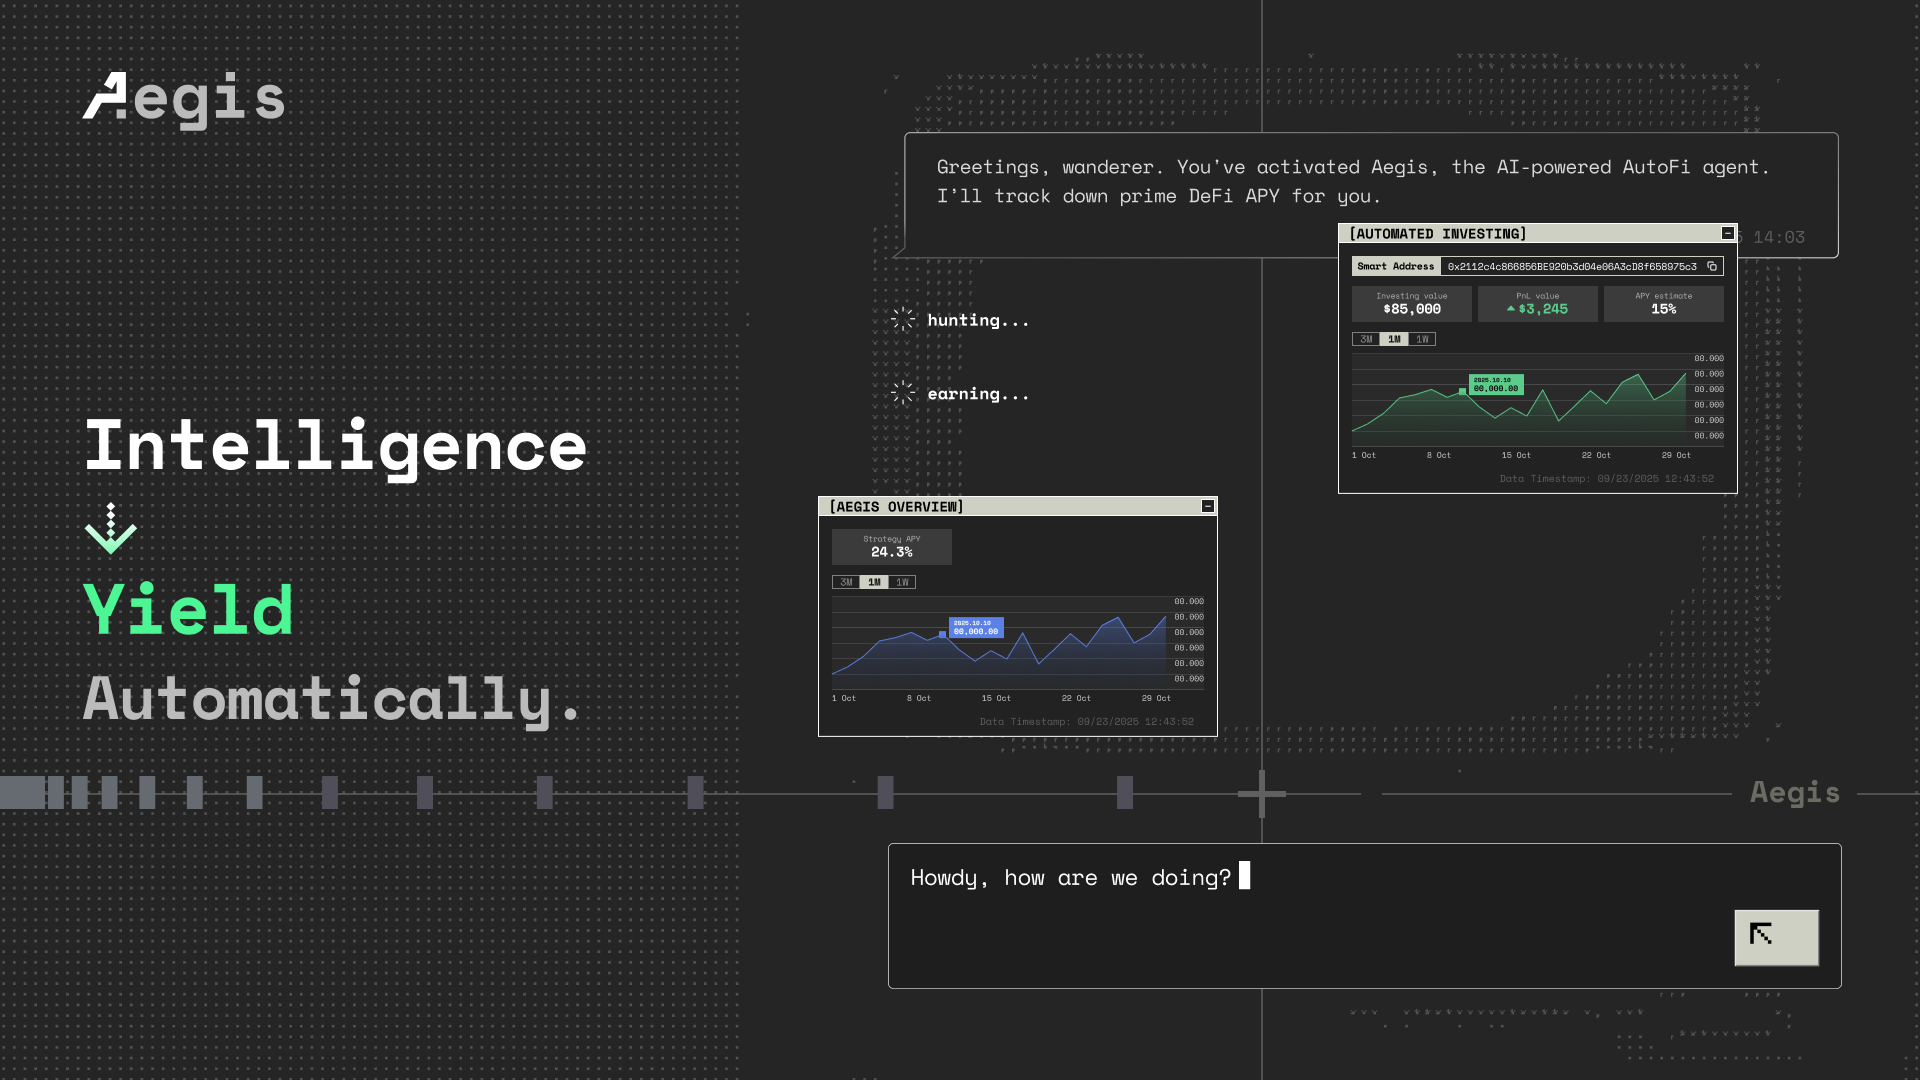 Aegis
Intelligence
Yield
Automatically.
Greetings, wanderer. You've activated Aegis, the AI-powered AutoFi agent.
I'll track down prime DeFi APY for you.
14:03
hunting...
earning...
[AUTOMATED INVESTING]
Smart Address 0x2112c4c866856BE920b3d04e06A3cD8f658975c3
Investing value PnL value APY estimate
$85,000 $3,245 15%
3M 1M 1W
00.000
00.000
00.000
00.000
00.000
00.000
2025.10.10
00,000.00
1 Oct 8 Oct 15 Oct 22 Oct 29 Oct
Data Timestamp: 09/23/2025 12:43:52
[AEGIS OVERVIEW]
Strategy APY
24.3%
3M 1M 1W
00.000
00.000
00.000
00.000
00.000
00.000
2025.10.10
00,000.00
1 Oct 8 Oct 15 Oct 22 Oct 29 Oct
Data Timestamp: 09/23/2025 12:43:52
Aegis
Howdy, how are we doing?